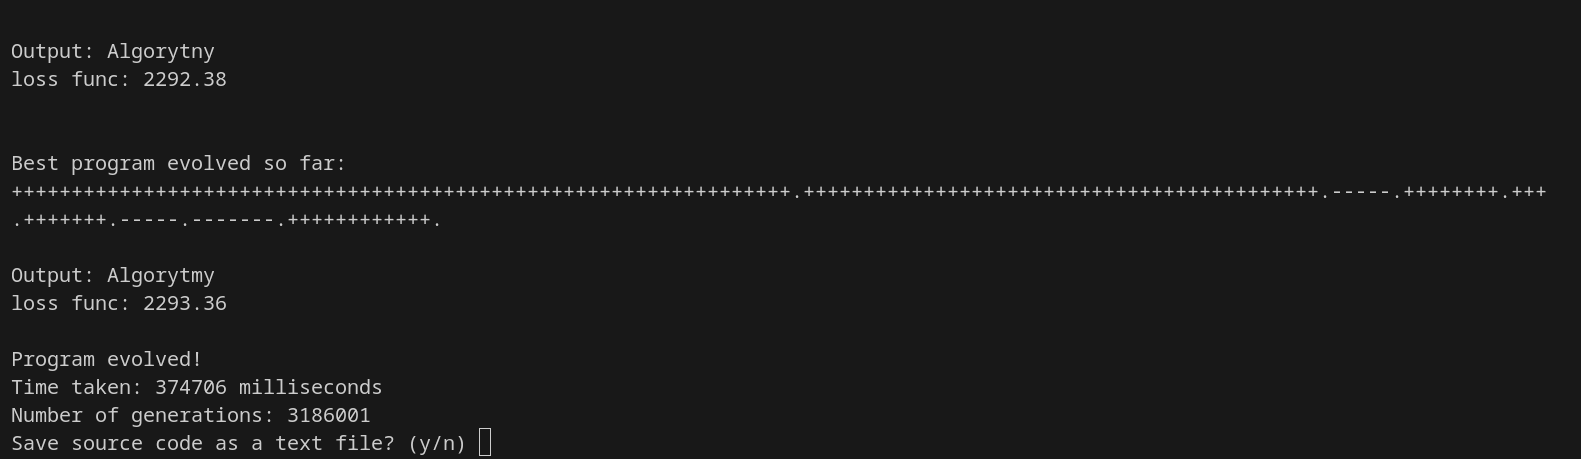 Output: Algorytny
loss func: 2292.38
Best program evolved so far:
+++++++++++++++++++++++++++++++++++++++++++++++++++++++++++++++++.+++++++++++++++++++++++++++++++++++++++++++.-----.++++++++.+++
.+++++++.-----.-------.++++++++++++.
Output: Algorytmy
loss func: 2293.36
Program evolved!
Time taken: 374706 milliseconds
Number of generations: 3186001
Save source code as a text file? (y/n)